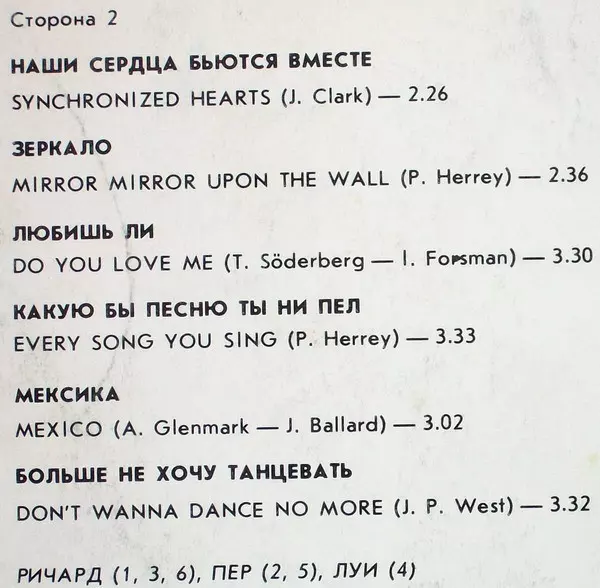 Сторона 2
НАШИ СЕРДЦА БЬЮТСЯ ВМЕСТЕ
SYNCHRONIZED HEARTS (J. Clark) — 2.26
ЗЕРКАЛО
MIRROR MIRROR UPON THE WALL (P. Herrey) — 2.36
ЛЮБИШЬ ЛИ
DO YOU LOVE ME (T. Söderberg — I. Forsman) — 3.30
КАКУЮ БЫ ПЕСНЮ ТЫ НИ ПЕЛ
EVERY SONG YOU SING (P. Herrey) — 3.33
МЕКСИКА
MEXICO (A. Glenmark — J. Ballard) — 3.02
БОЛЬШЕ НЕ ХОЧУ ТАНЦЕВАТЬ
DON'T WANNA DANCE NO MORE (J. P. West) — 3.32
РИЧАРД (1, 3, 6), ПЕР (2, 5), ЛУИ (4)